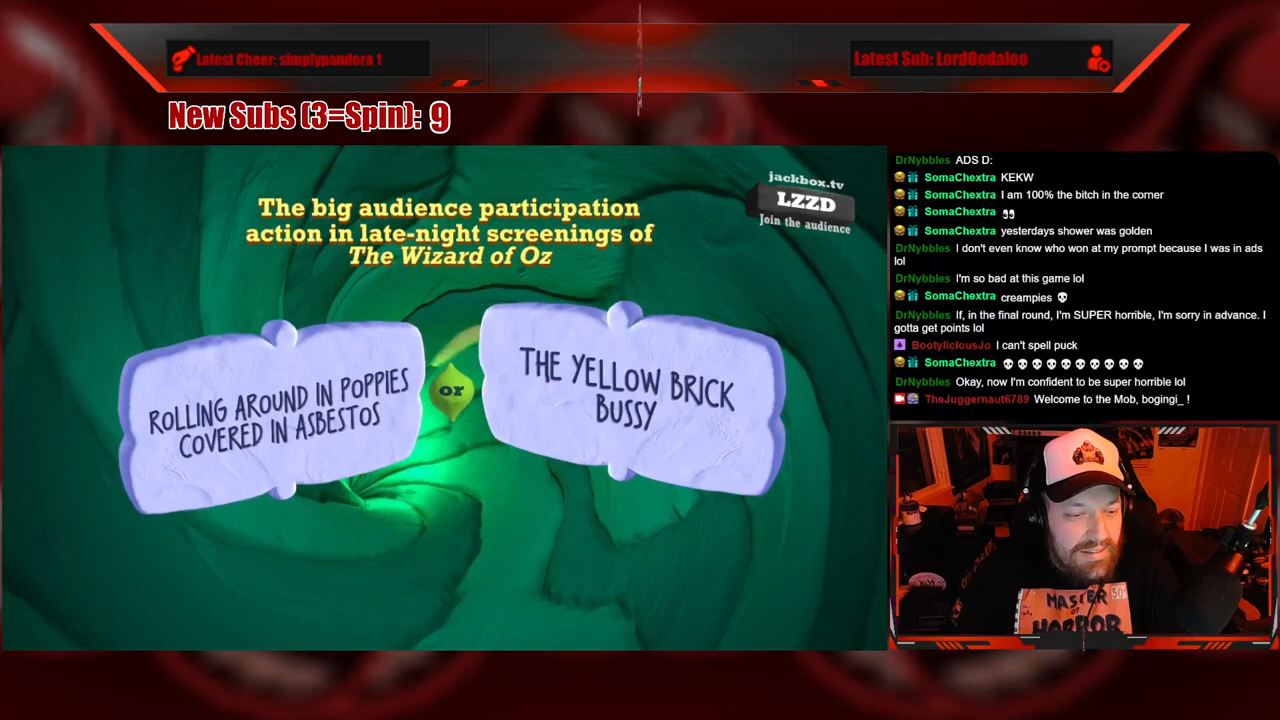 Latest Cheer: simplypandora 1
Latest Sub: LordOodaloo
New Subs (3=Spin): 9
The big audience participation
action in late-night screenings of
The Wizard of Oz
jackbox.tv
LZZD
Join the audience
ROLLING AROUND IN POPPIES
COVERED IN ASBESTOS
or
THE YELLOW BRICK
BUSSY
DrNybbles ADS D:
SomaChextra KEKW
SomaChextra I am 100% the bitch in the corner
SomaChextra
SomaChextra yesterdays shower was golden
DrNybbles I don't even know who won at my prompt because I was in ads
lol
DrNybbles I'm so bad at this game lol
SomaChextra creampies
DrNybbles If, in the final round, I'm SUPER horrible, I'm sorry in advance. I
gotta get points lol
BootyliciousJo I can't spell puck
SomaChextra
DrNybbles Okay, now I'm confident to be super horrible lol
TheJuggernaut6789 Welcome to the Mob, bogingi_ !
MASTER
OF
HORROR